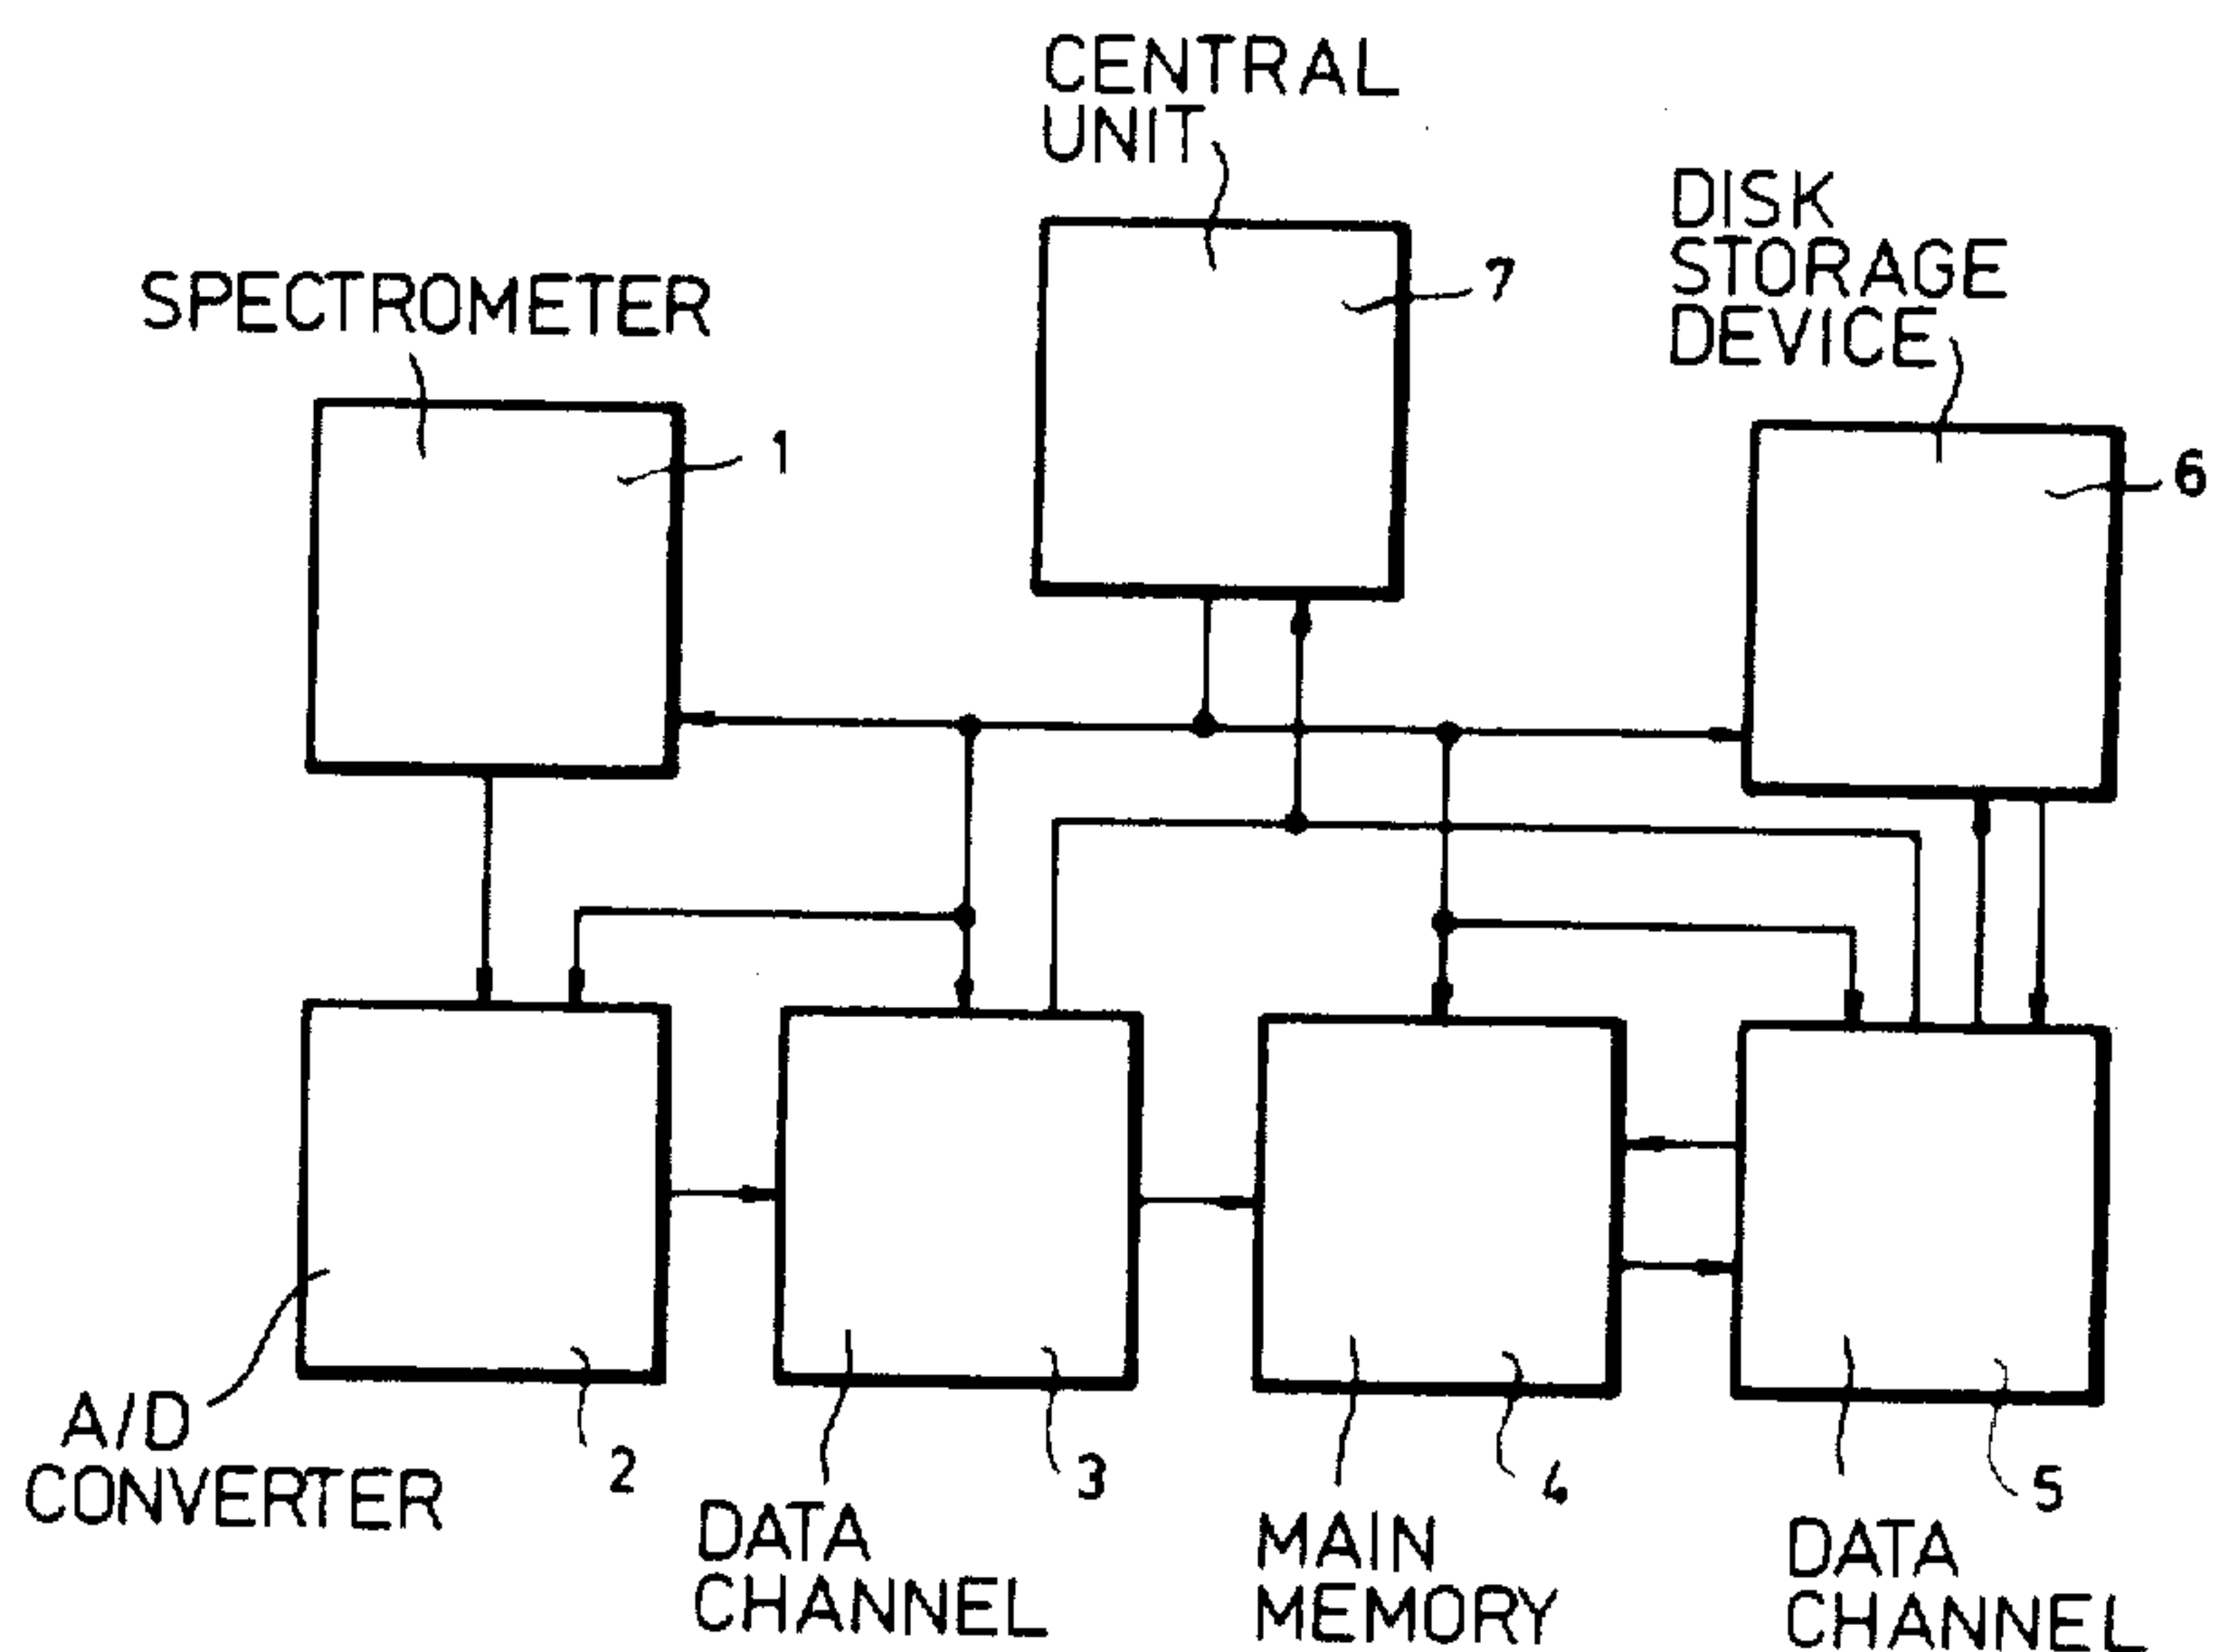 CENTRAL
UNIT
DISK
STORAGE
DEVICE
SPECTROMETER
7
1
6
A/D
CONVERTER
2
DATA
CHANNEL
3
MAIN
MEMORY
4
DATA
CHANNEL
5